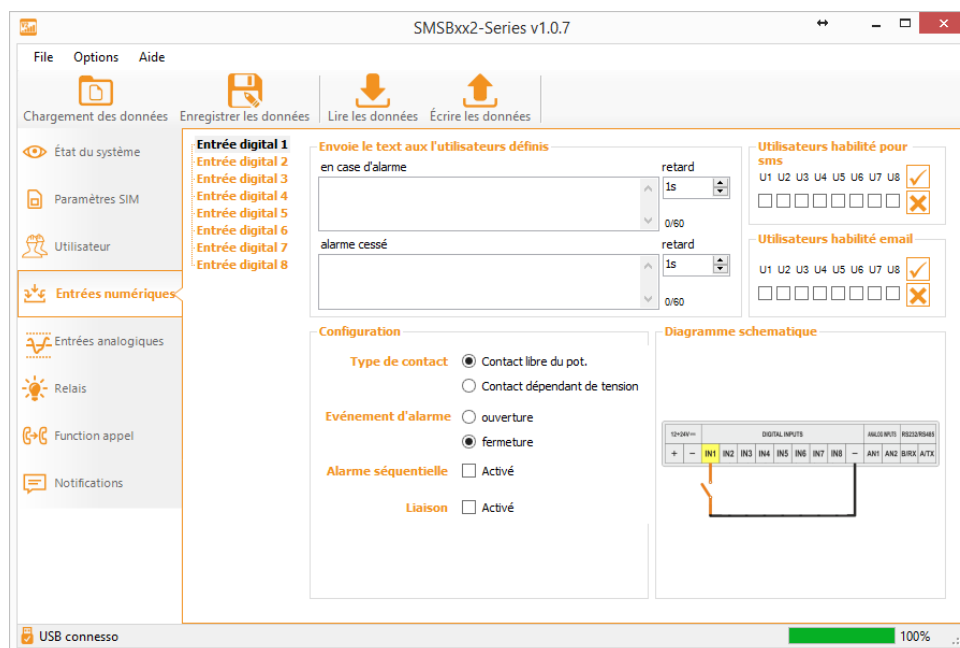 SMSBxx2-Series v1.0.7
File Options Aide
Chargement des données Enregistrer les données Lire les données Écrire les données
État du système
Paramètres SIM
Utilisateur
Entrées numériques
Entrées analogiques
Relais
Function appel
Notifications
Entrée digital 1
Entrée digital 2
Entrée digital 3
Entrée digital 4
Entrée digital 5
Entrée digital 6
Entrée digital 7
Entrée digital 8
Envoie le text aux l'utilisateurs définis
en case d'alarme
retard
1s
0/60
alarme cessé
retard
1s
0/60
Utilisateurs habilité pour
sms
U1 U2 U3 U4 U5 U6 U7 U8
Utilisateurs habilité email
U1 U2 U3 U4 U5 U6 U7 U8
Configuration
Type de contact Contact libre du pot.
Contact dépendant de tension
Evénement d'alarme ouverture
fermeture
Alarme séquentielle Activé
Liaison Activé
Diagramme schematique
12÷24V DIGITAL INPUTS ANALOG INPUTS RS232/RS485
+ − IN1 IN2 IN3 IN4 IN5 IN6 IN7 IN8 − AN1 AN2 B/RX A/TX
USB connesso 100%